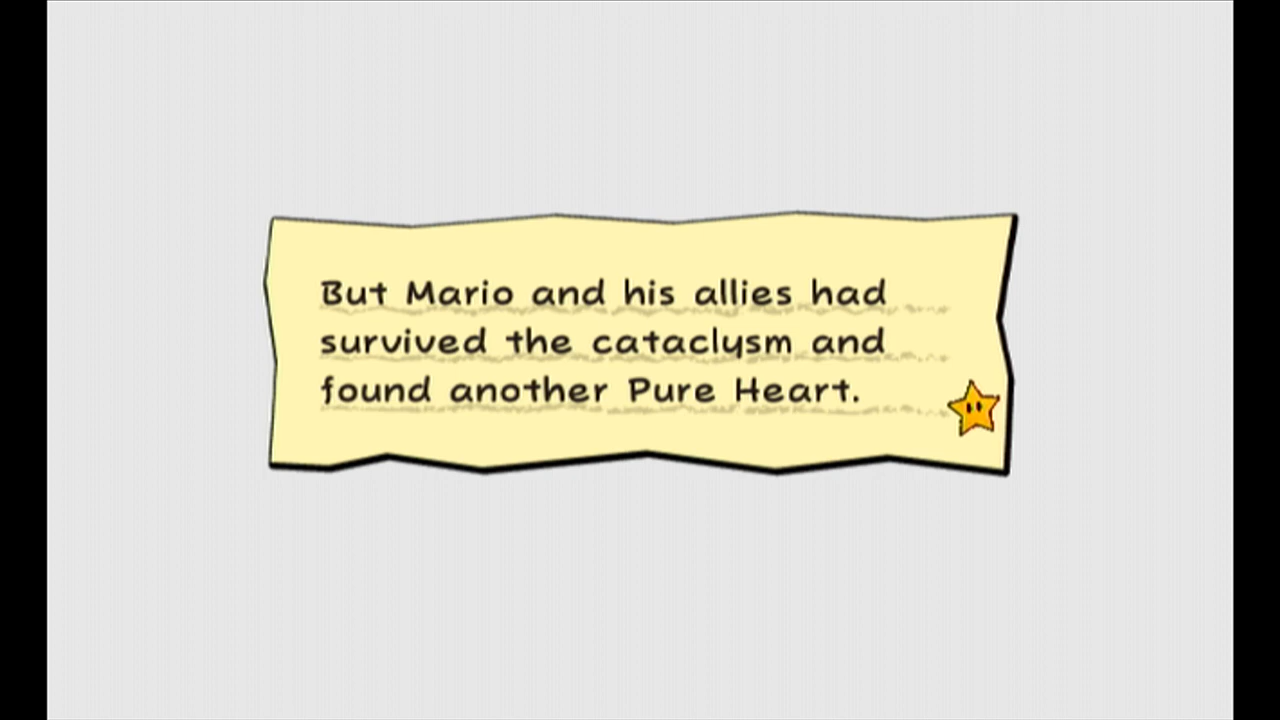 But Mario and his allies had
survived the cataclysm and
found another Pure Heart.